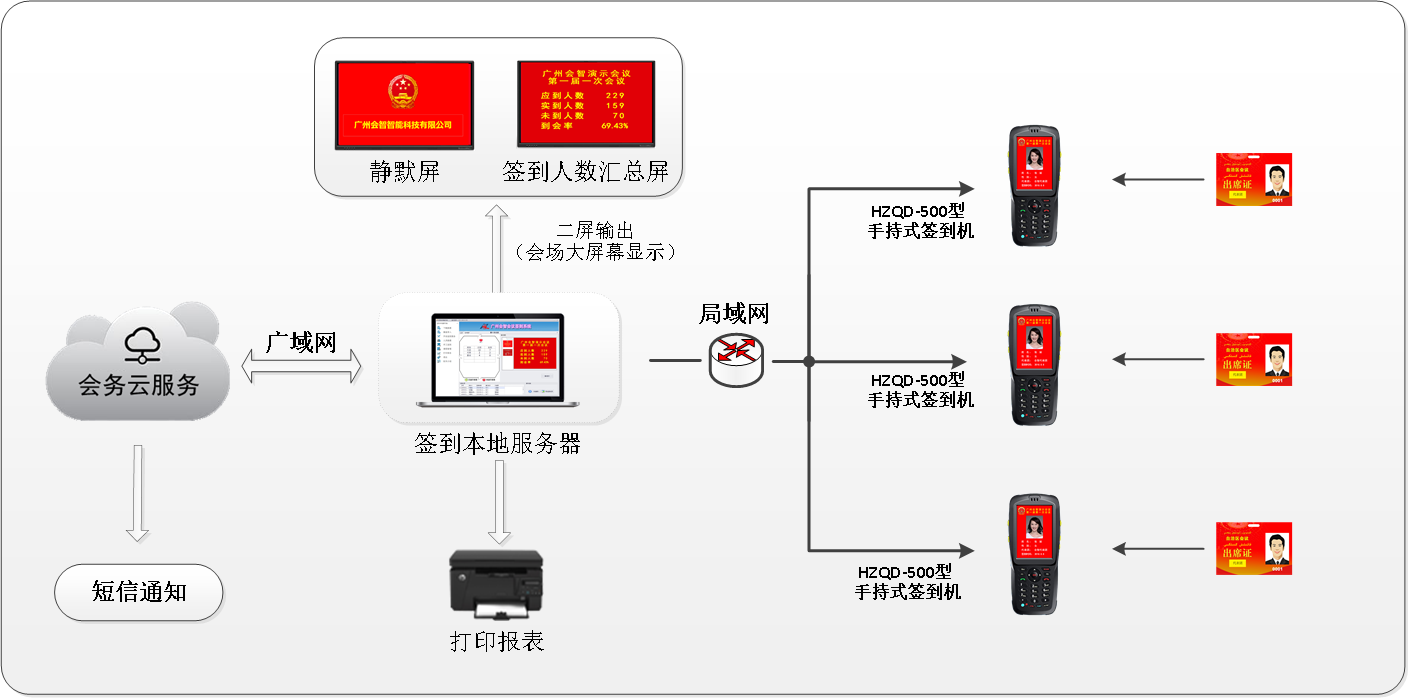 广州会智智能科技有限公司
静默屏
广州会智演示会议
第一届一次会议
应到人数 229
实到人数 159
未到人数 70
到会率 69.43%
签到人数汇总屏
二屏输出
（会场大屏幕显示）
会务云服务
广域网
签到本地服务器
局域网
HZQD-500型
手持式签到机
HZQD-500型
手持式签到机
HZQD-500型
手持式签到机
出席证
0001
出席证
0001
出席证
0001
短信通知
打印报表